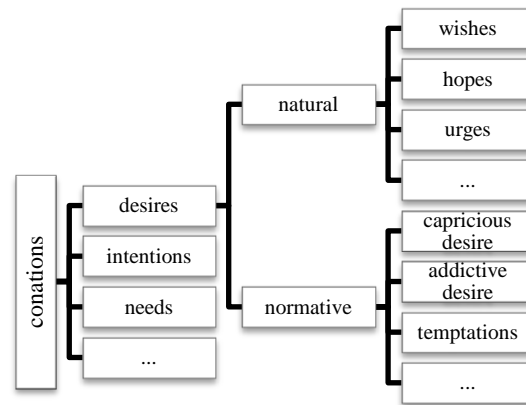 conations
desires
intentions
needs
...
natural
normative
wishes
hopes
urges
...
capricious
desire
addictive
desire
temptations
...